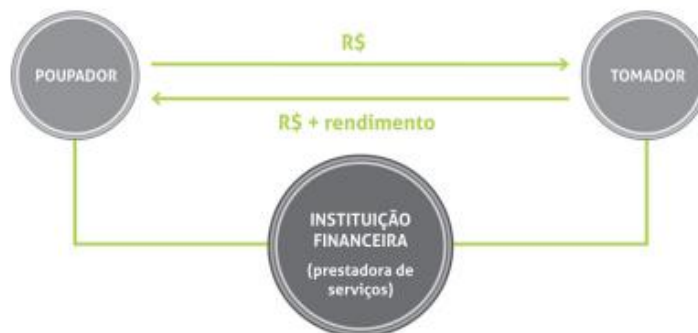 R$
POUPADOR
TOMADOR
R$ + rendimento
INSTITUIÇÃO
FINANCEIRA
(prestadora de
serviços)